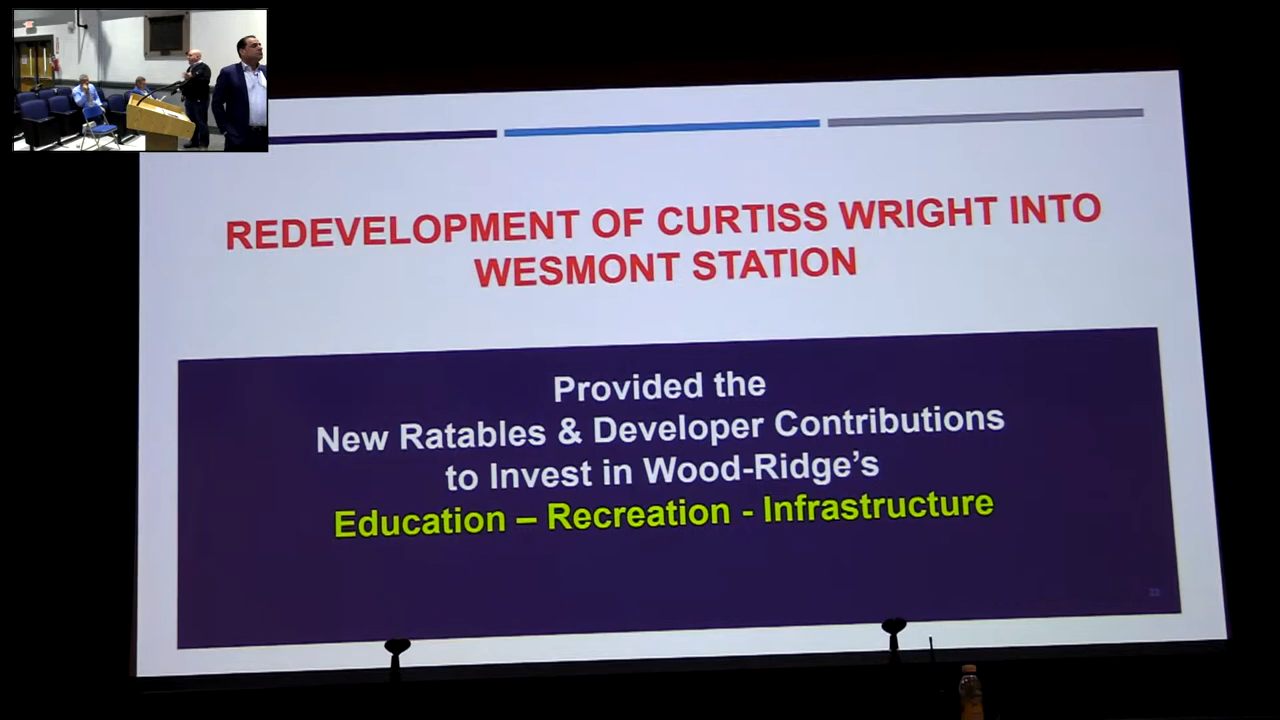 REDEVELOPMENT OF CURTISS WRIGHT INTO
WESMONT STATION
Provided the
New Ratables & Developer Contributions
to Invest in Wood-Ridge's
Education – Recreation - Infrastructure